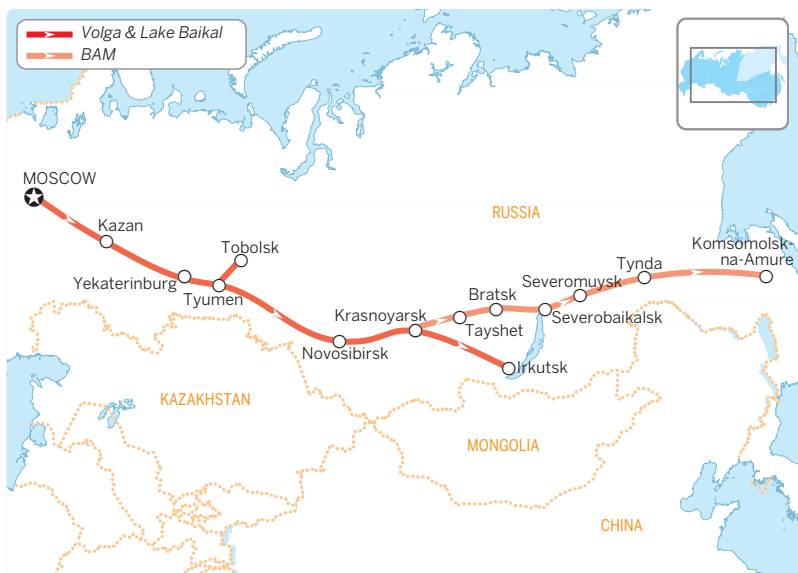 Volga & Lake Baikal
BAM
MOSCOW
RUSSIA
Kazan
Tobolsk
Komsomolsk-
na-Amure
Tynda
Yekaterinburg
Tyumen
Severomuysk
Bratsk
Krasnoyarsk
Severobaikalsk
Tayshet
Novosibirsk
Irkutsk
KAZAKHSTAN
MONGOLIA
CHINA